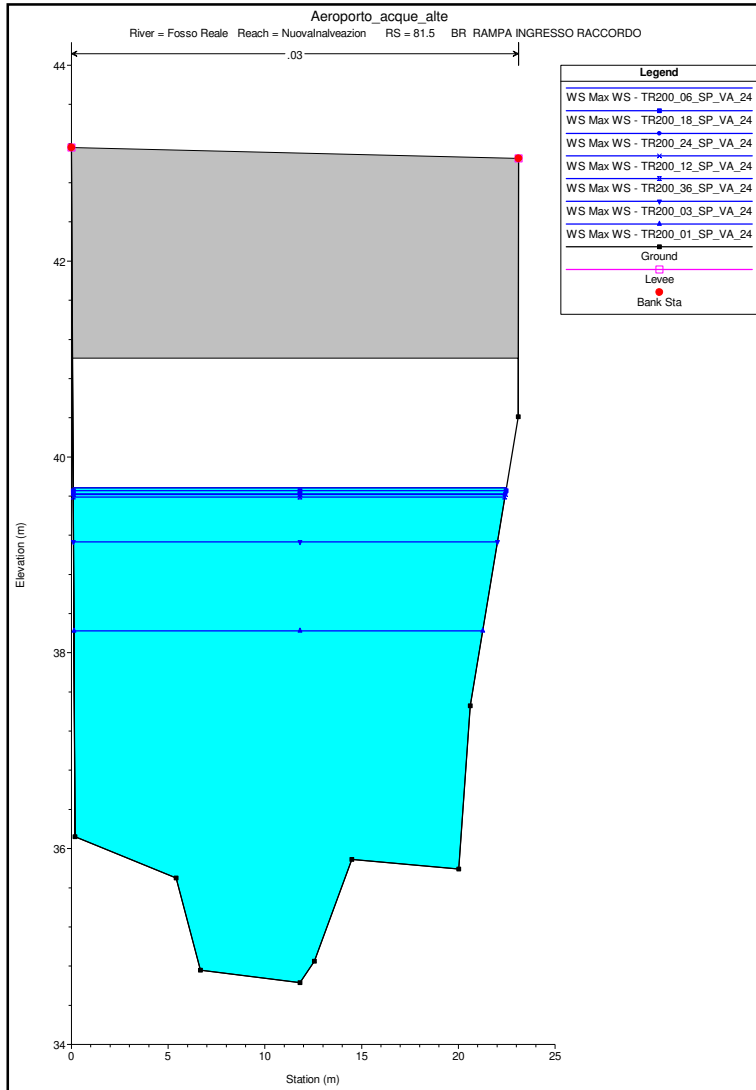 Aeroporto_acque_alte
River = Fosso Reale Reach = NuovaInalveazion RS = 81.5 BR RAMPA INGRESSO RACCORDO
.03
44
42
40
38
36
34
Elevation (m)
0 5 10 15 20 25
Station (m)
Legend
WS Max WS - TR200_06_SP_VA_24
WS Max WS - TR200_18_SP_VA_24
WS Max WS - TR200_24_SP_VA_24
WS Max WS - TR200_12_SP_VA_24
WS Max WS - TR200_36_SP_VA_24
WS Max WS - TR200_03_SP_VA_24
WS Max WS - TR200_01_SP_VA_24
Ground
Levee
Bank Sta